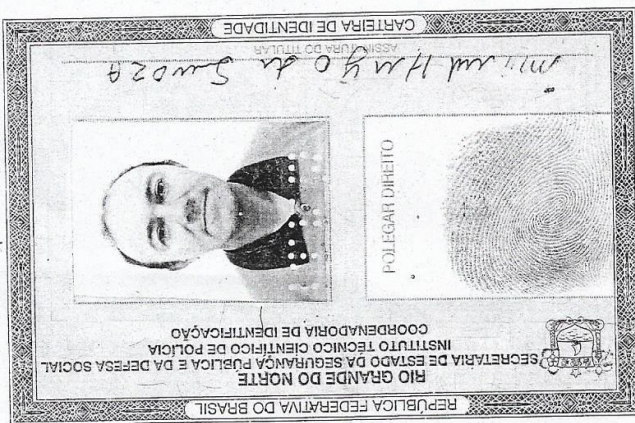 REPÚBLICA FEDERATIVA DO BRASIL
RIO GRANDE DO NORTE
SECRETARIA DE ESTADO DA SEGURANÇA PÚBLICA E DA DEFESA SOCIAL
INSTITUTO TÉCNICO CIENTÍFICO DE POLÍCIA
COORDENADORIA DE IDENTIFICAÇÃO
POLEGAR DIREITO
ASSINATURA DO TITULAR
CARTEIRA DE IDENTIDADE